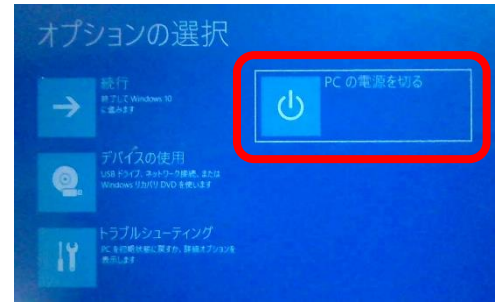 オプションの選択
続行
終了して Windows 10
に進みます
PC の電源を切る
デバイスの使用
USB ドライブ、ネットワーク接続、または
Windows リカバリ DVD を使います
トラブルシューティング
PC を初期状態に戻すか、詳細オプションを
表示します